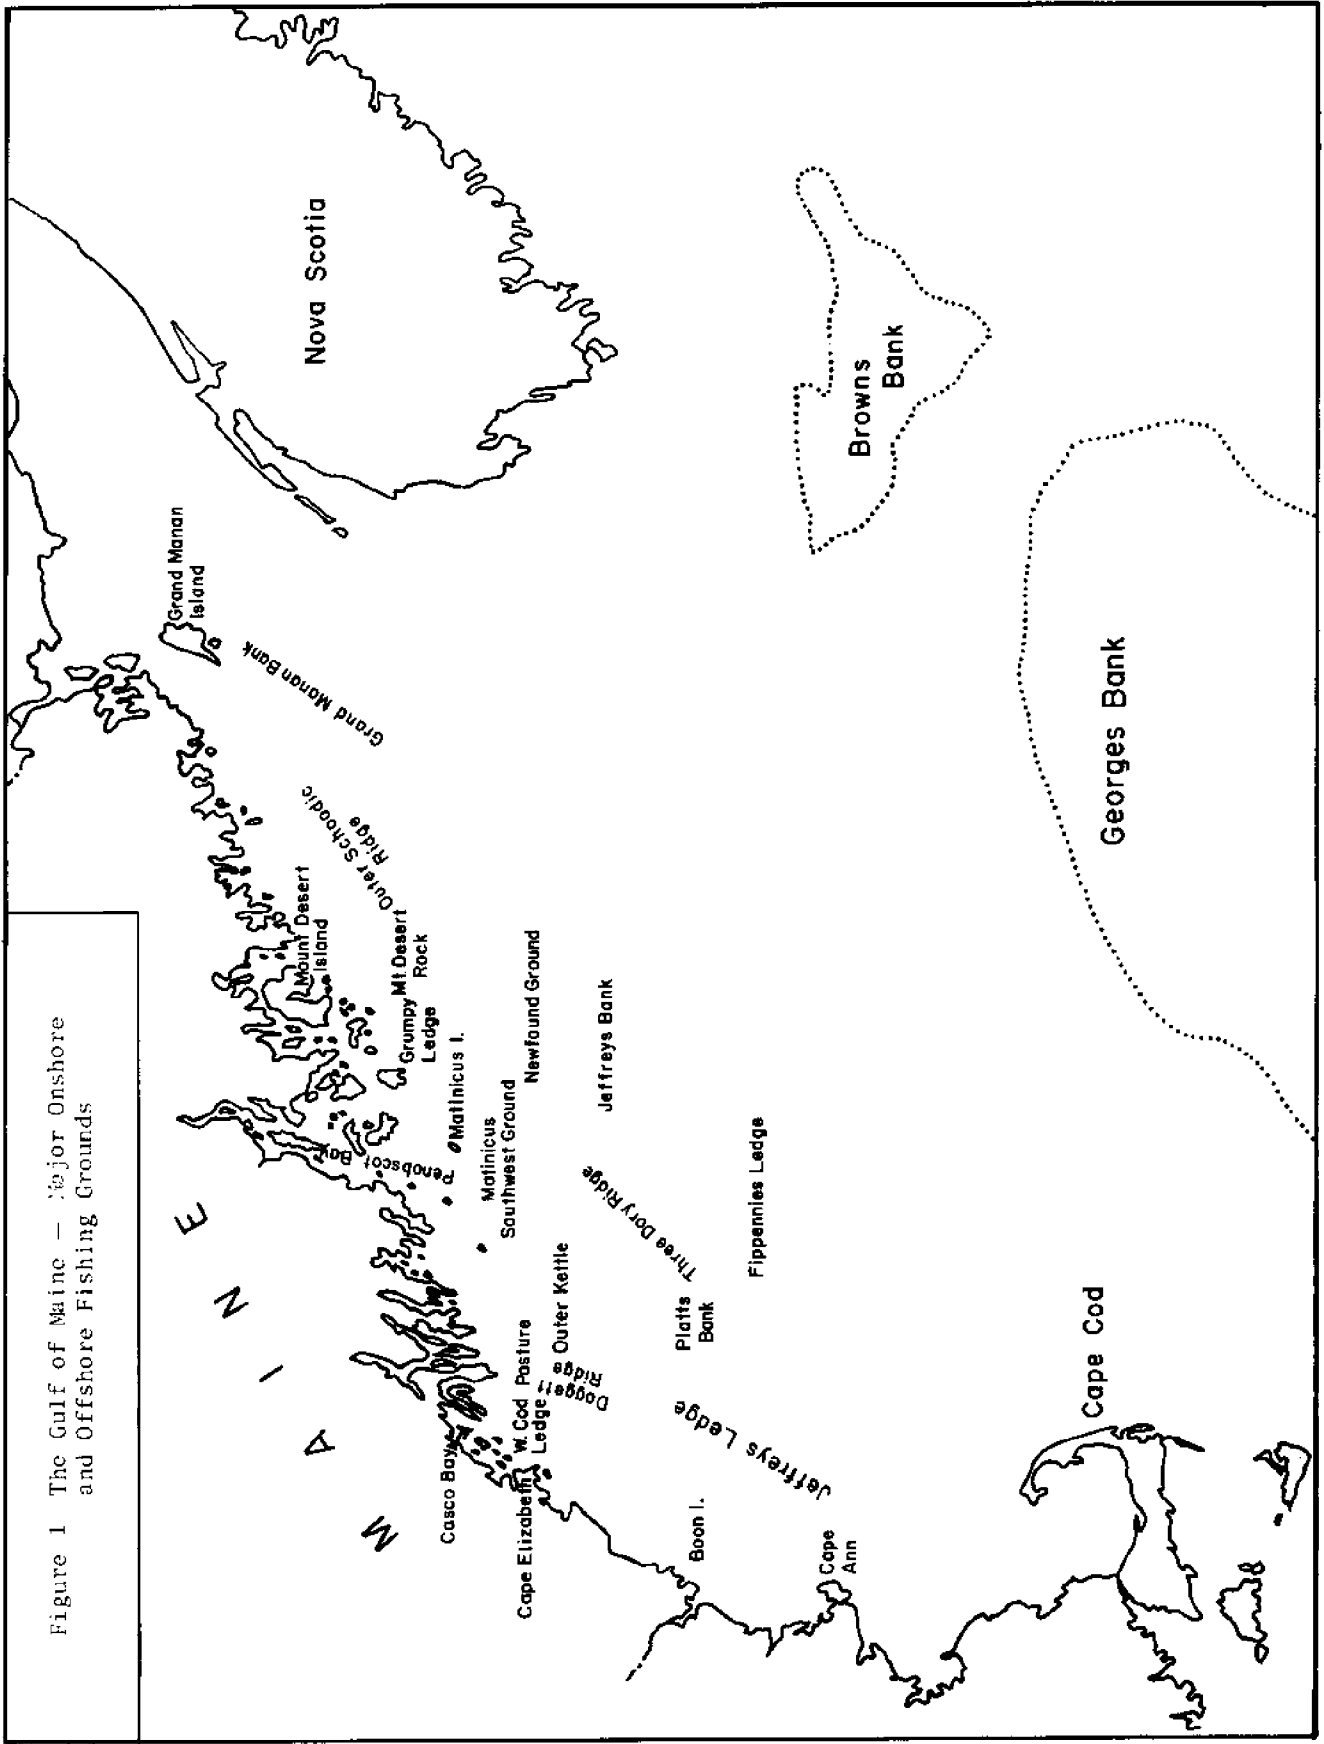 Figure 1 The Gulf of Maine — Major Onshore
and Offshore Fishing Grounds
M A I N E
Nova Scotia
Grand Manan
Island
Grand Manan Bank
Outer Schoodic
Ridge
Mount Desert
Island
Mt Desert
Rock
Grumpy
Ledge
Matinicus I.
Penobscot Bay
Newfound Ground
Matinicus
Southwest Ground
Jeffreys Bank
Three Dory Ridge
Fippennies Ledge
Outer Kettle
Platts
Bank
Doggett
Ridge
W. Cod Pasture
Ledge
Casco Bay
Cape Elizabeth
Jeffreys Ledge
Boon I.
Cape
Ann
Cape Cod
Browns
Bank
Georges Bank